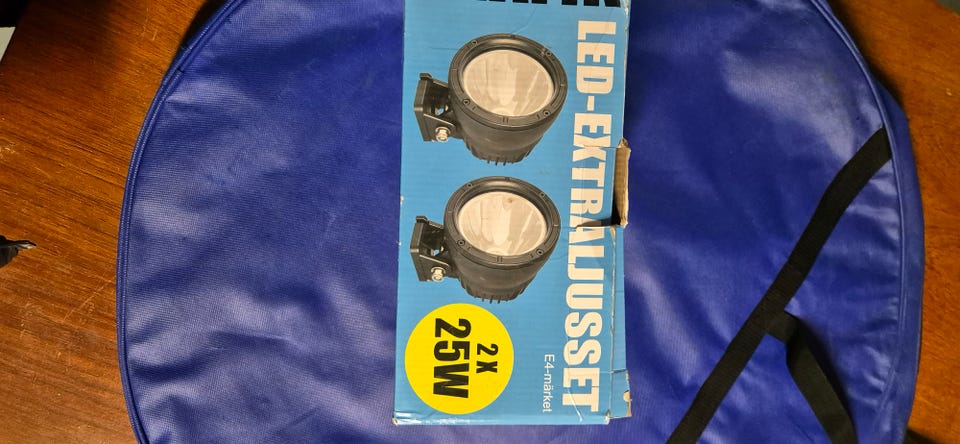 LED-EXTRALJUSSET
E4-märket
2 X
25W